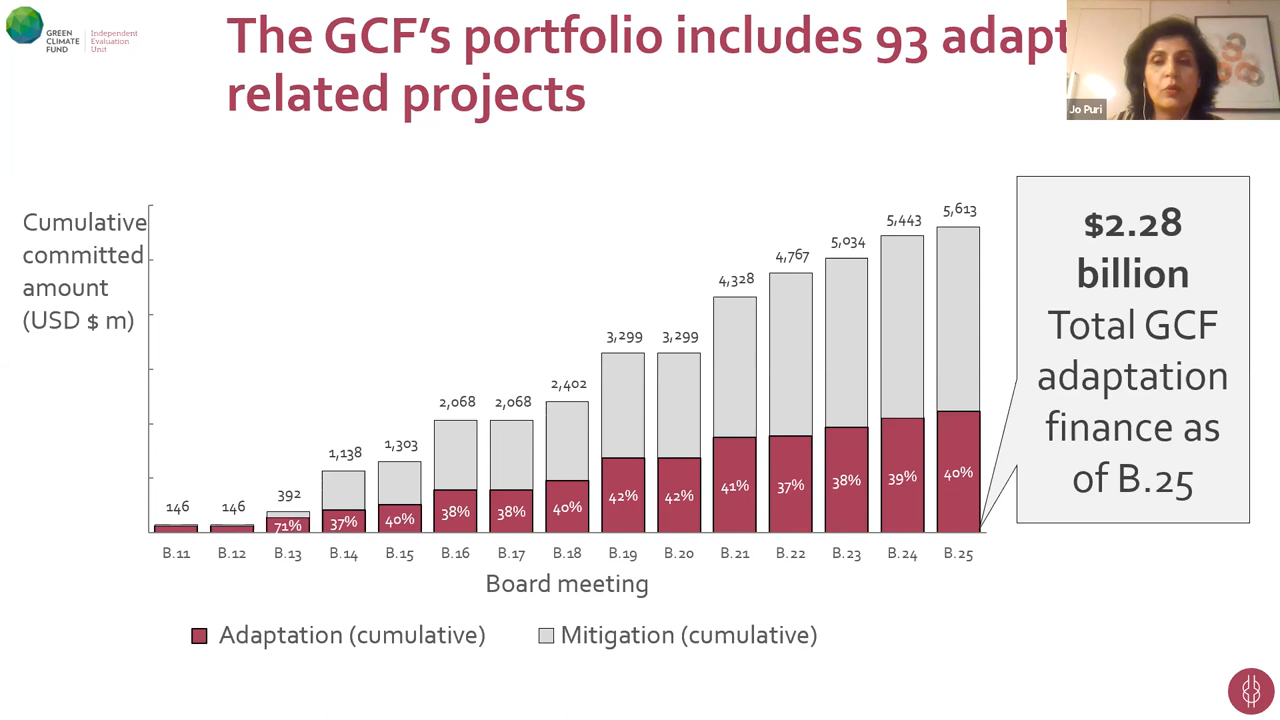 GREEN
CLIMATE
FUND
Independent
Evaluation
Unit
The GCF's portfolio includes 93 adapt
related projects
Jo Puri
Cumulative
committed
amount
(USD $ m)
146
146
392
1,138
1,303
2,068
2,068
2,402
3,299
3,299
4,328
4,767
5,034
5,443
5,613
71%
37%
40%
38%
38%
40%
42%
42%
41%
37%
38%
39%
40%
B.11
B.12
B.13
B.14
B.15
B.16
B.17
B.18
B.19
B.20
B.21
B.22
B.23
B.24
B.25
Board meeting
Adaptation (cumulative)
Mitigation (cumulative)
$2.28
billion
Total GCF
adaptation
finance as
of B.25